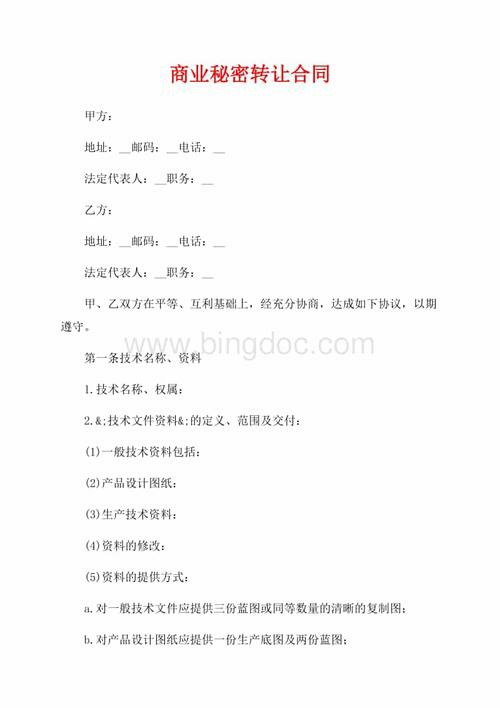 商业秘密转让合同
甲方：
地址：__邮码：__电话：__
法定代表人：__职务：__
乙方：
地址：__邮码：__电话：__
法定代表人：__职务：__
甲、乙双方在平等、互利基础上，经充分协商，达成如下协议，以期
遵守。
www.bingdoc.com
第一条技术名称、资料
1.技术名称、权属：
2.&;技术文件资料&;的定义、范围及交付：
(1)一般技术资料包括：
(2)产品设计图纸：
(3)生产技术资料：
(4)资料的修改：
(5)资料的提供方式：
a.对一般技术文件应提供三份蓝图或同等数量的清晰的复制图；
b.对产品设计图纸应提供一份生产底图及两份蓝图；